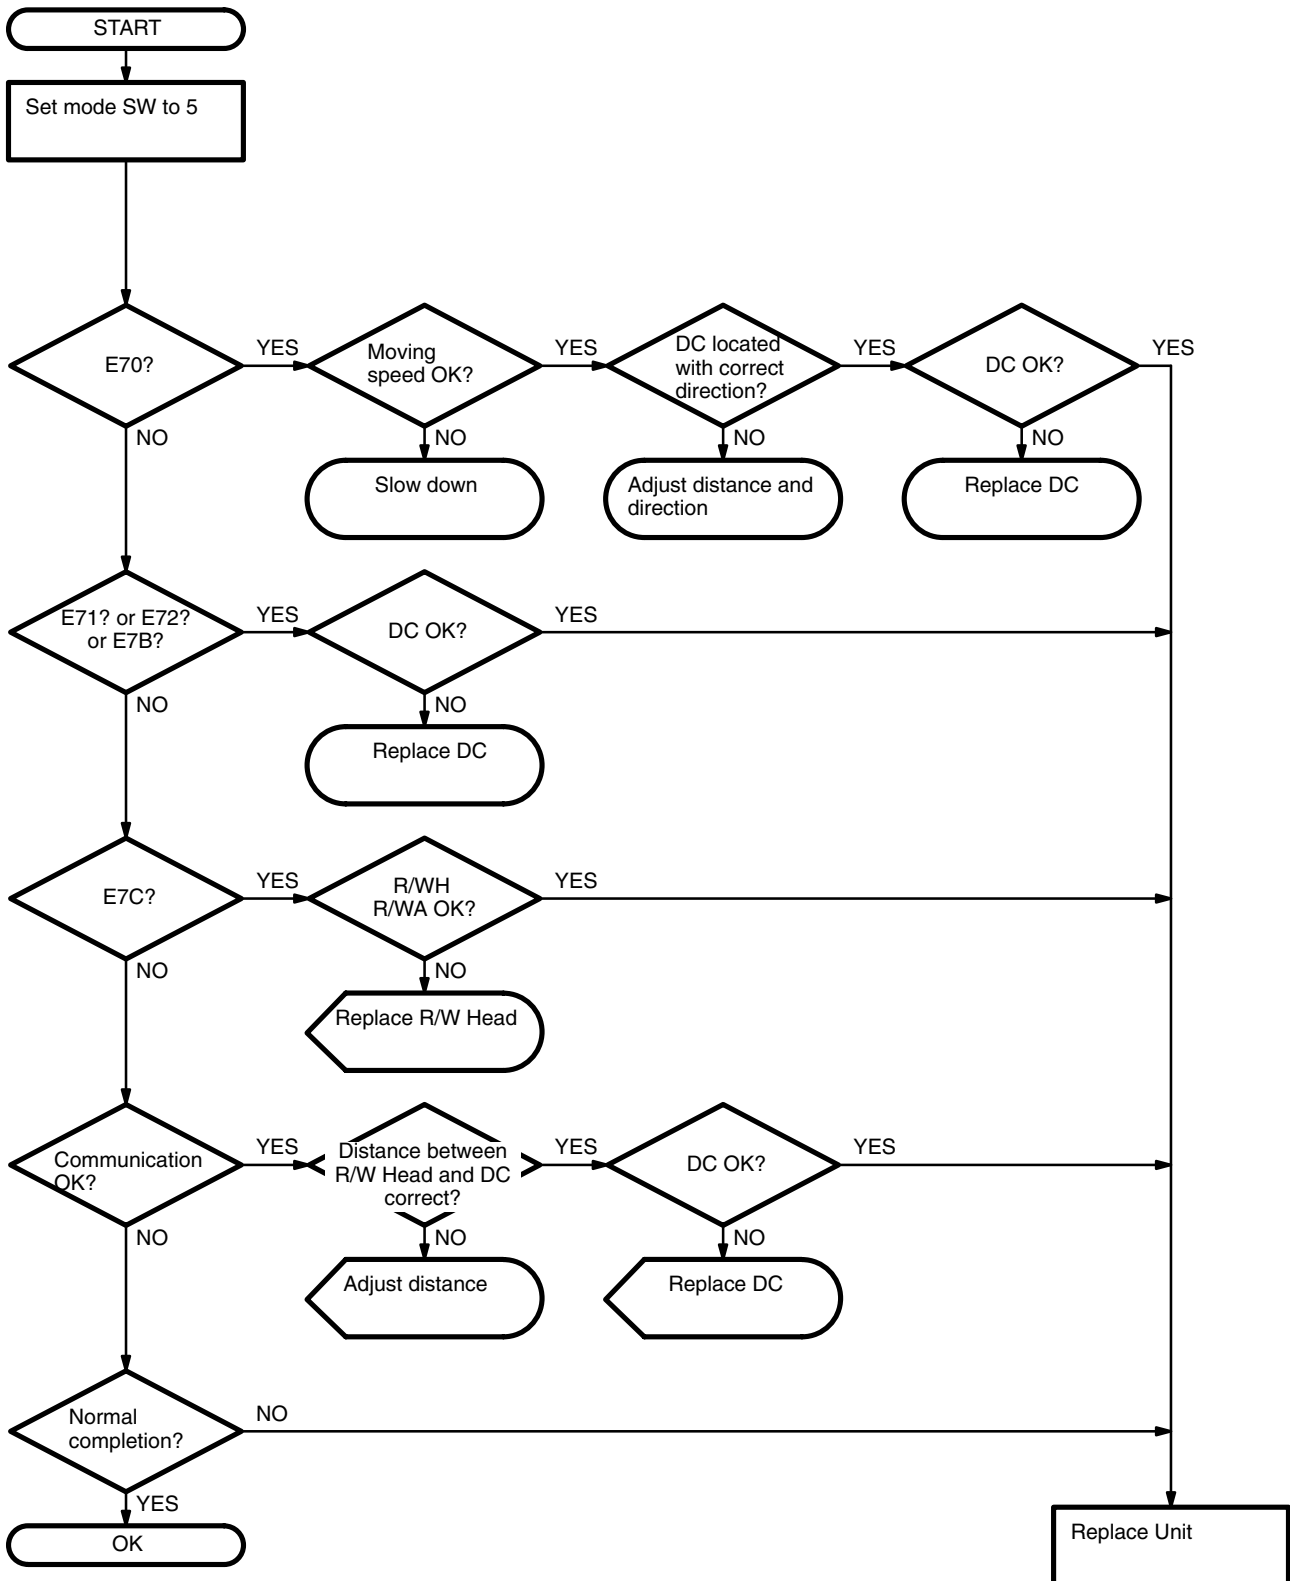 START
Set mode SW to 5
E70?
YES
Moving
speed OK?
YES
DC located
with correct
direction?
YES
DC OK?
YES
NO
NO
NO
NO
Slow down
Adjust distance and
direction
Replace DC
E71? or E72?
or E7B?
YES
DC OK?
YES
NO
NO
Replace DC
E7C?
YES
R/WH
R/WA OK?
YES
NO
NO
Replace R/W Head
Communication
OK?
YES
Distance between
R/W Head and DC
correct?
YES
DC OK?
YES
NO
NO
NO
Adjust distance
Replace DC
Normal
completion?
NO
YES
OK
Replace Unit